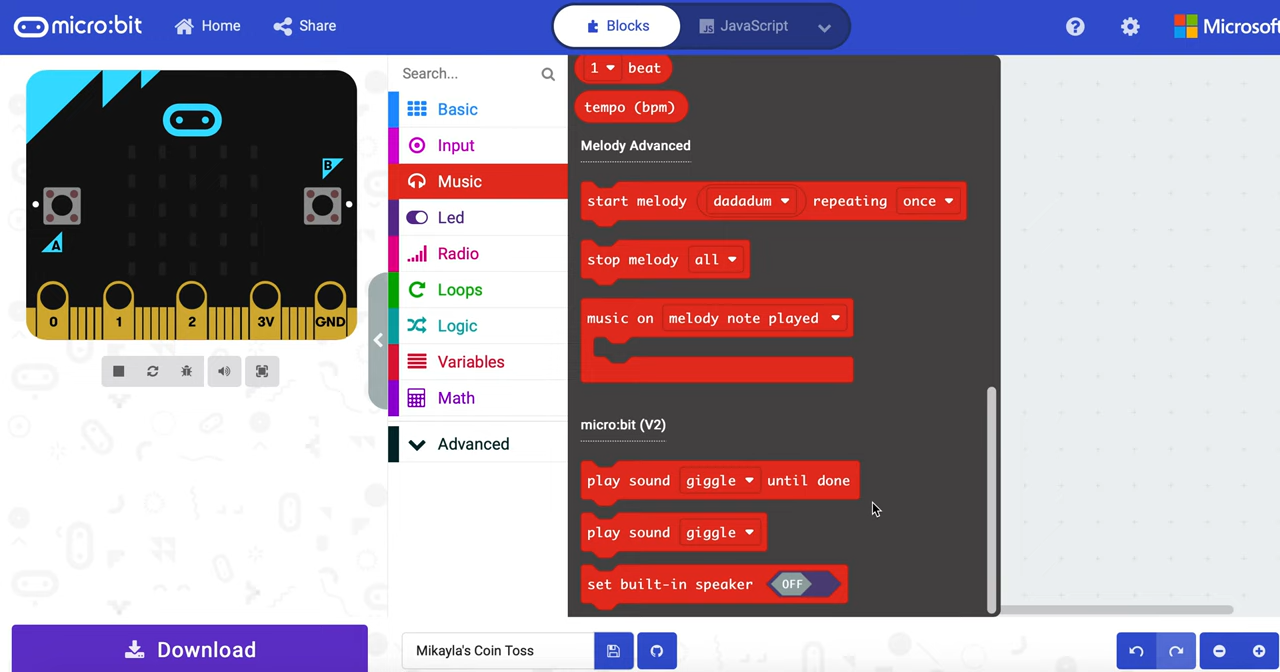 micro:bit
Home
Share
Blocks
JS JavaScript
Microsoft
A
B
0 1 2 3V GND
Search...
Basic
Input
Music
Led
Radio
Loops
Logic
Variables
Math
Advanced
1 beat
tempo (bpm)
Melody Advanced
start melody dadadum repeating once
stop melody all
music on melody note played
micro:bit (V2)
play sound giggle until done
play sound giggle
set built-in speaker OFF
Download
Mikayla's Coin Toss